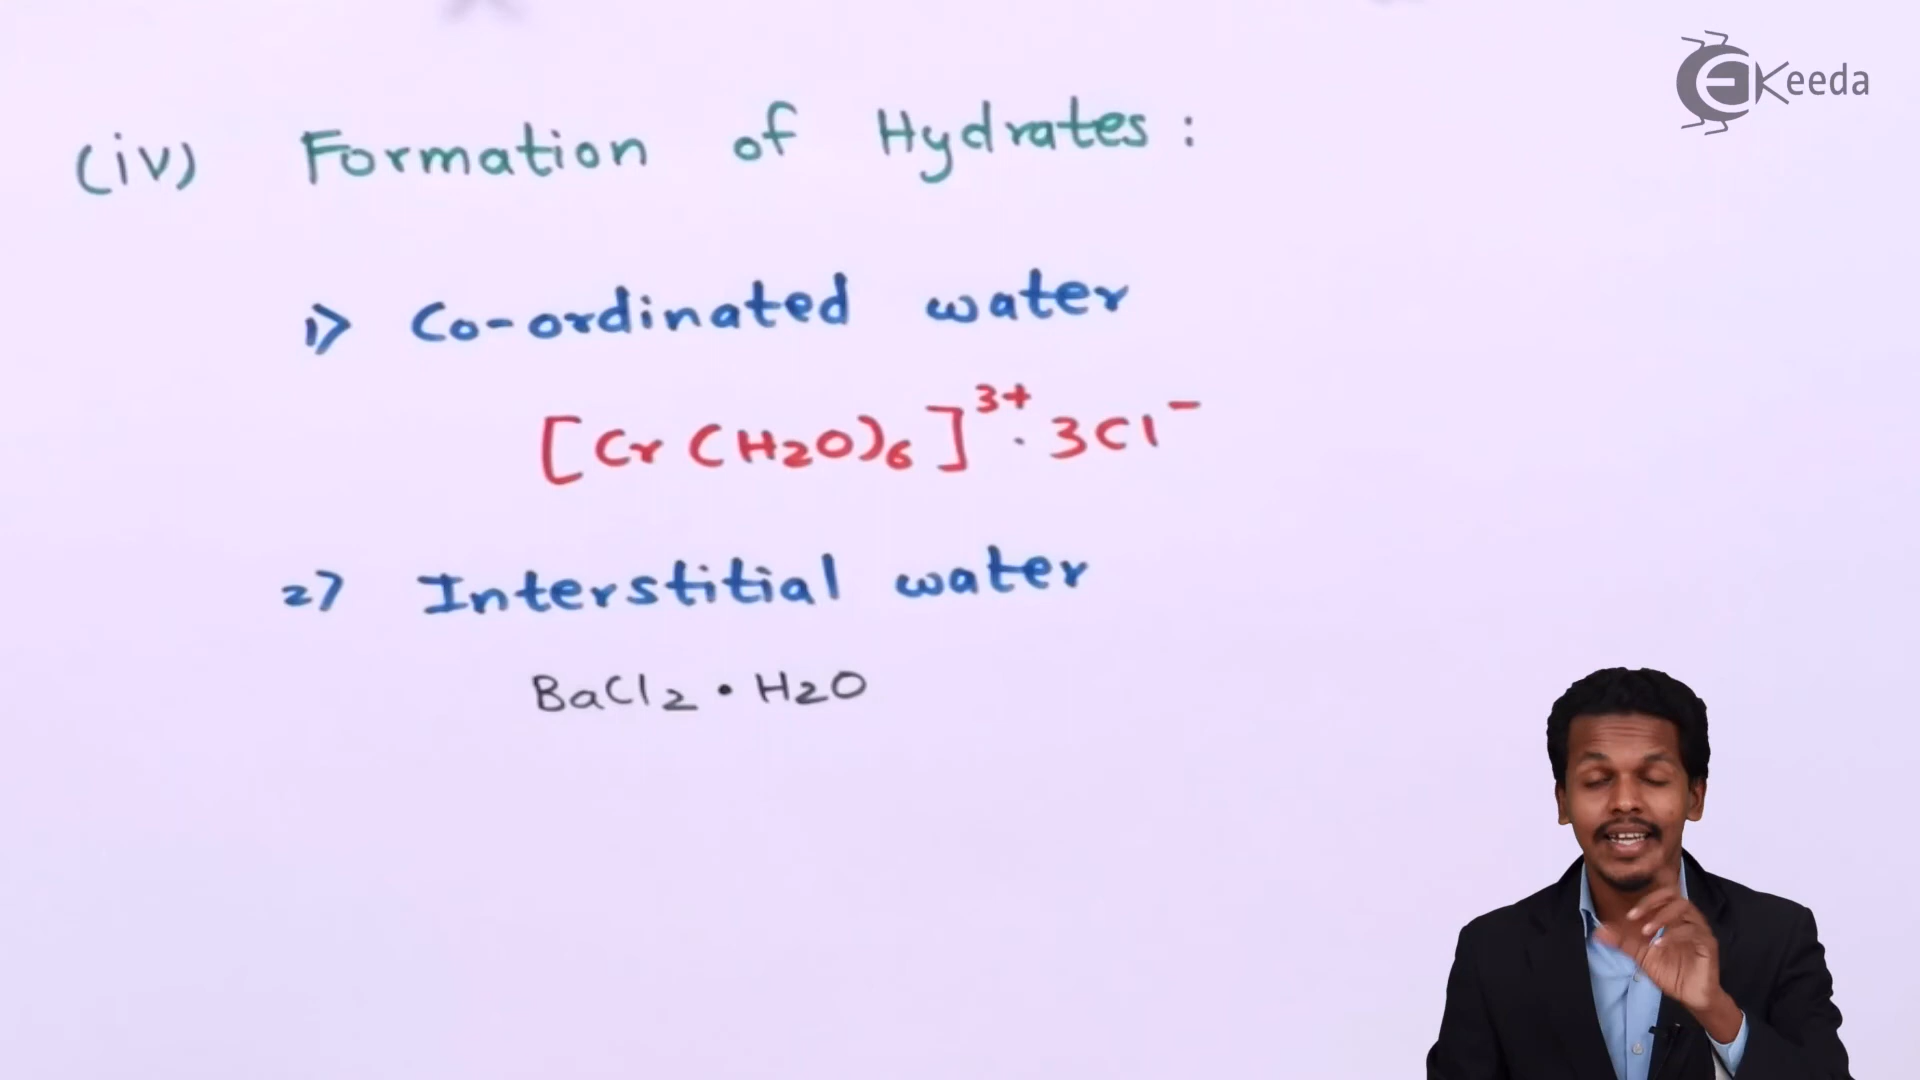 EKeeda
(iv) Formation of Hydrates:
1> Co-ordinated water
[Cr(H2O)6]³⁺·3Cl⁻
2> Interstitial water
BaCl2 • H2O